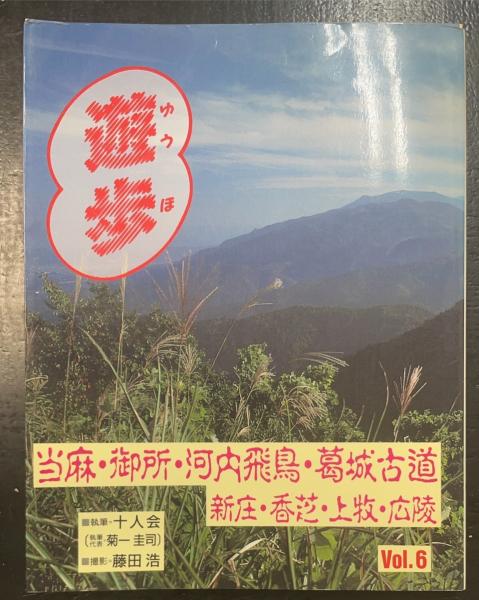 遊歩
ゆうほ
当麻・御所・河内飛鳥・葛城古道
新庄・香芝・上牧・広陵
■執筆・十人会
(執筆代表 菊一 圭司)
■撮影・藤田 浩
Vol.6